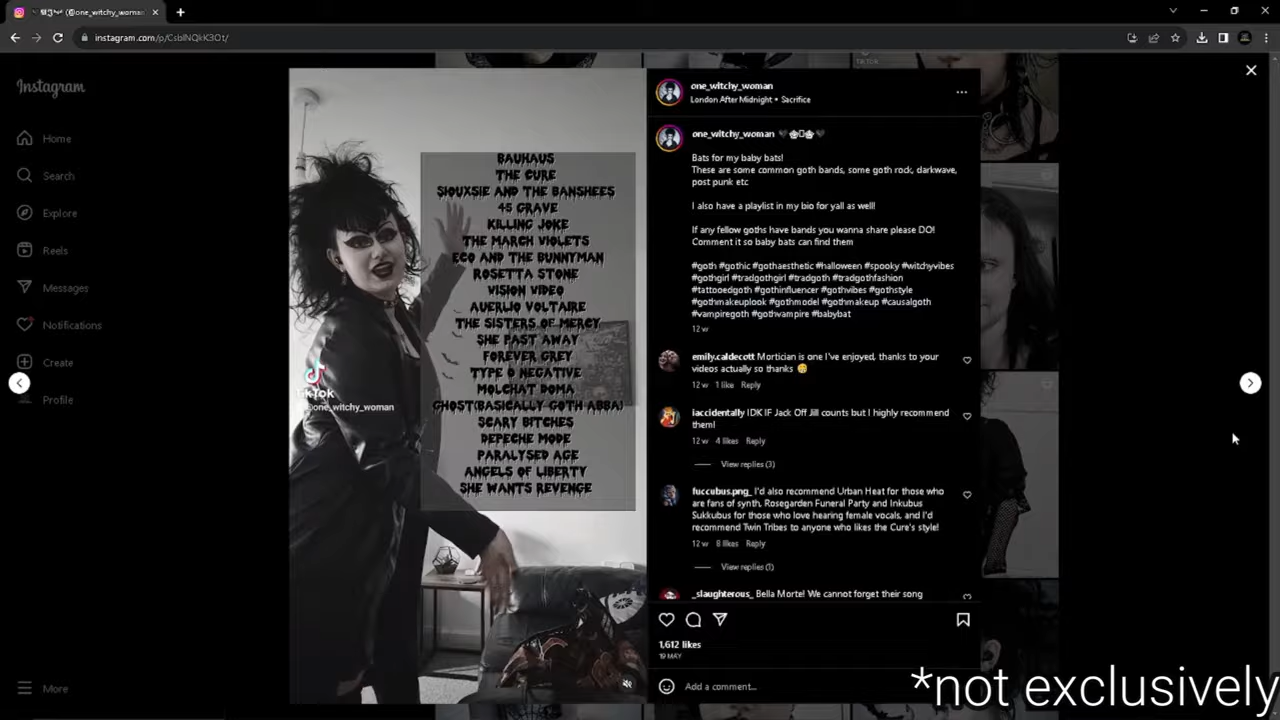 (@one_witchy_woman
instagram.com/p/CsblNQkK3Ot/
Instagram
Home
Search
Explore
Reels
Messages
Notifications
Create
Profile
More
BAUHAUS
THE CURE
SIOUXSIE AND THE BANSHEES
45 GRAVE
KILLING JOKE
THE MARCH VIOLETS
ECO AND THE BUNNYMAN
ROSETTA STONE
VISION VIDEO
AUERLIO VOLTAIRE
THE SISTERS OF MERCY
SHE PAST AWAY
FOREVER GREY
TYPE O NEGATIVE
MOLCHAT DOMA
GHOST(BASICALLY GOTH ABBA)
SCARY BITCHES
DEPECHE MODE
PARALYSED AGE
ANGELS OF LIBERTY
SHE WANTS REVENGE
TikTok
@one_witchy_woman
one_witchy_woman
London After Midnight • Sacrifice
one_witchy_woman
Bats for my baby bats!
These are some common goth bands, some goth rock, darkwave,
post punk etc
I also have a playlist in my bio for yall as well!
If any fellow goths have bands you wanna share please DO!
Comment it so baby bats can find them
#goth #gothic #gothaesthetic #halloween #spooky #witchyvibes
#gothgirl #tradgothgirl #tradgoth #tradgothfashion
#tattooedgoth #gothinfluencer #gothvibes #gothstyle
#gothmakeuplook #gothmodel #gothmakeup #causalgoth
#vampiregoth #gothvampire #babybat
12 w
emily.caldecott Mortician is one I've enjoyed, thanks to your
videos actually so thanks
12 w 1 like Reply
iaccidentally IDK IF Jack Off Jill counts but I highly recommend
them!
12 w 4 likes Reply
View replies (3)
fuccubus.png_ I'd also recommend Urban Heat for those who
are fans of synth, Rosegarden Funeral Party and Inkubus
Sukkubus for those who love hearing female vocals, and I'd
recommend Twin Tribes to anyone who likes the Cure's style!
12 w 8 likes Reply
View replies (1)
_slaughterous_ Bella Morte! We cannot forget their song
1,612 likes
19 MAY
Add a comment...
TikTok
*not exclusively